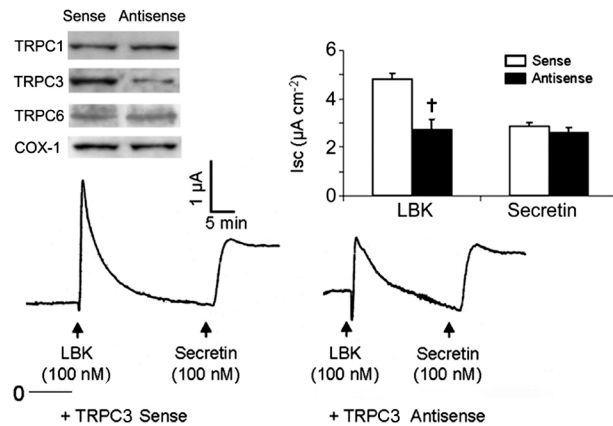 Sense Antisense
TRPC1
TRPC3
TRPC6
COX-1
Isc (µA cm-2)
6
4
2
0
Sense
Antisense
†
LBK Secretin
1 µA
5 min
LBK
(100 nM)
Secretin
(100 nM)
LBK
(100 nM)
Secretin
(100 nM)
0
+ TRPC3 Sense
+ TRPC3 Antisense